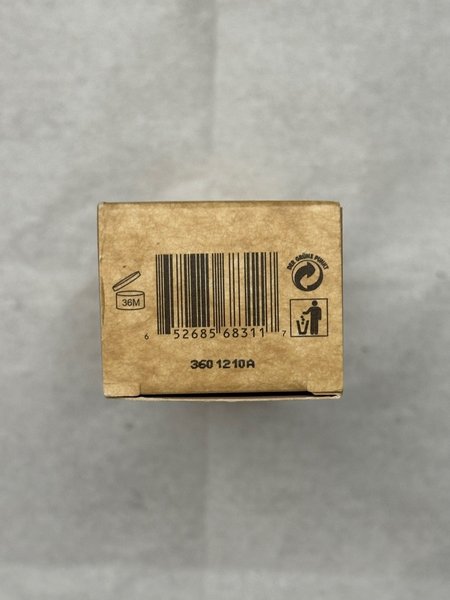 DER GRÜNE PUNKT
36M
6 52685 68311 7
3601210A